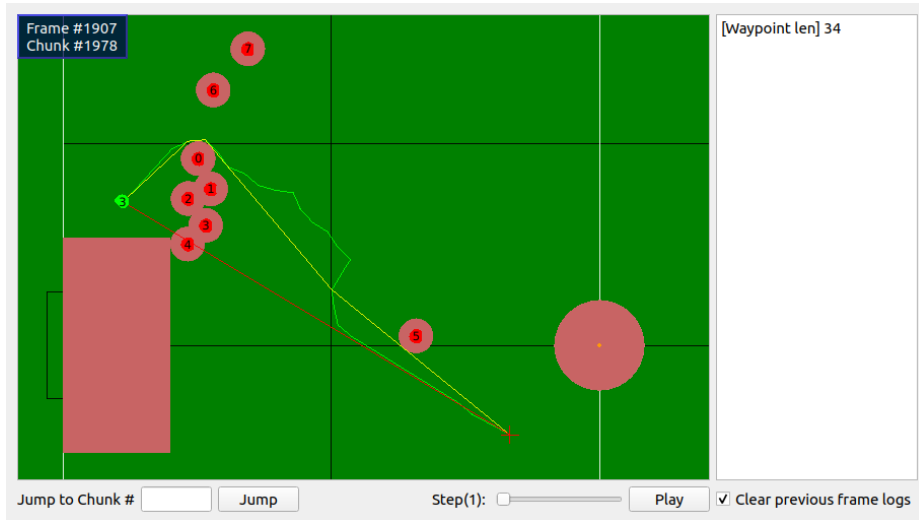 Frame #1907
Chunk #1978
[Waypoint len] 34
7
6
0
1
2
3
3
4
5
Jump to Chunk #
Jump
Step(1):
Play
Clear previous frame logs